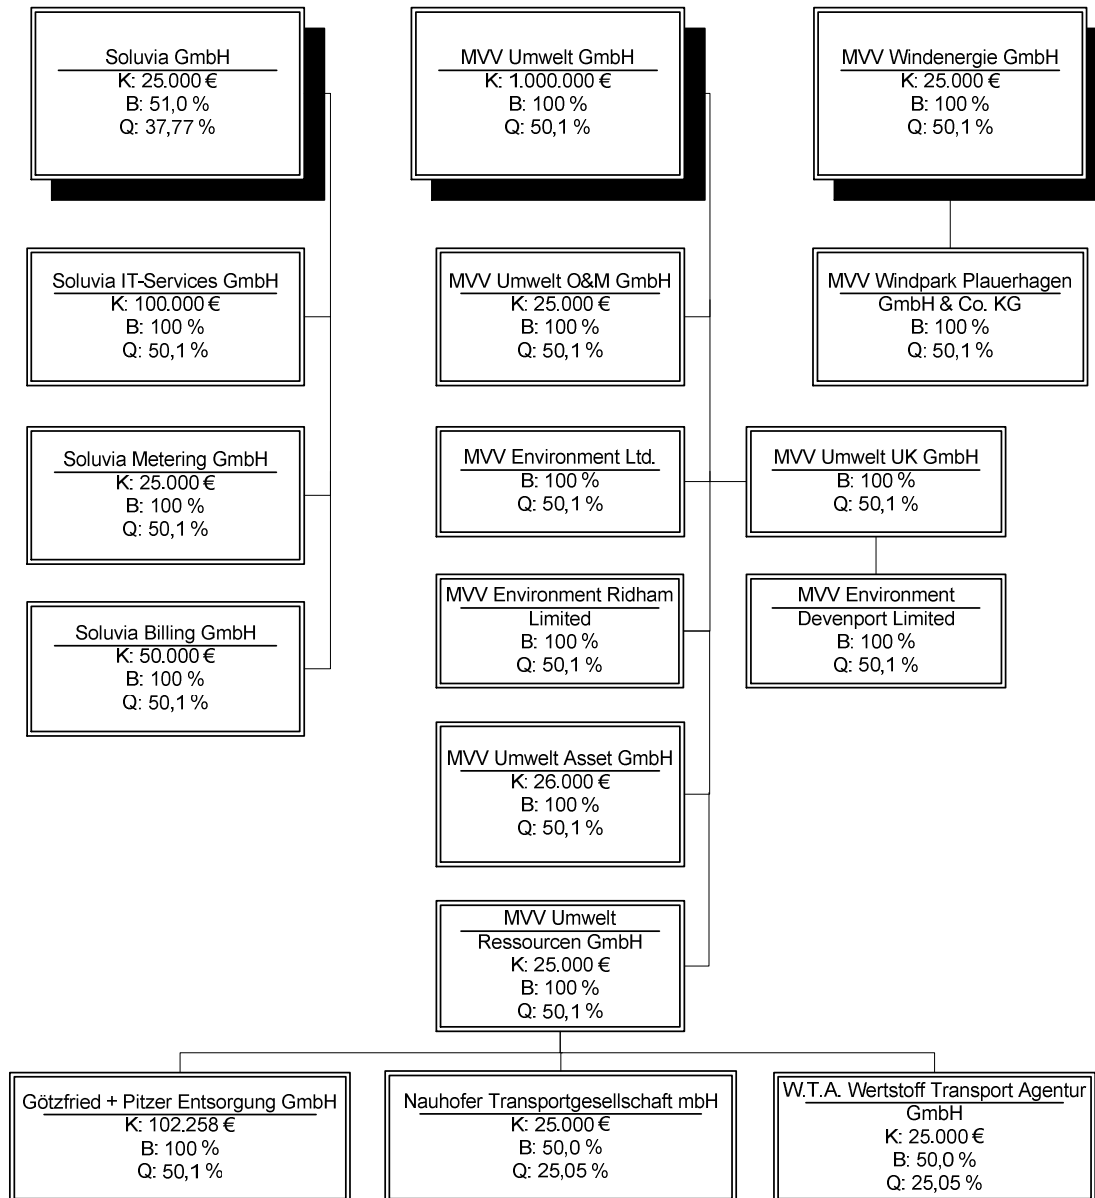 Soluvia GmbH
K: 25.000 €
B: 51,0 %
Q: 37,77 %
MVV Umwelt GmbH
K: 1.000.000 €
B: 100 %
Q: 50,1 %
MVV Windenergie GmbH
K: 25.000 €
B: 100 %
Q: 50,1 %
Soluvia IT-Services GmbH
K: 100.000 €
B: 100 %
Q: 50,1 %
MVV Umwelt O&M GmbH
K: 25.000 €
B: 100 %
Q: 50,1 %
MVV Windpark Plauerhagen
GmbH & Co. KG
B: 100 %
Q: 50,1 %
Soluvia Metering GmbH
K: 25.000 €
B: 100 %
Q: 50,1 %
MVV Environment Ltd.
B: 100 %
Q: 50,1 %
MVV Umwelt UK GmbH
B: 100 %
Q: 50,1 %
Soluvia Billing GmbH
K: 50.000 €
B: 100 %
Q: 50,1 %
MVV Environment Ridham
Limited
B: 100 %
Q: 50,1 %
MVV Environment
Devenport Limited
B: 100 %
Q: 50,1 %
MVV Umwelt Asset GmbH
K: 26.000 €
B: 100 %
Q: 50,1 %
MVV Umwelt
Ressourcen GmbH
K: 25.000 €
B: 100 %
Q: 50,1 %
Götzfried + Pitzer Entsorgung GmbH
K: 102.258 €
B: 100 %
Q: 50,1 %
Nauhofer Transportgesellschaft mbH
K: 25.000 €
B: 50,0 %
Q: 25,05 %
W.T.A. Wertstoff Transport Agentur
GmbH
K: 25.000 €
B: 50,0 %
Q: 25,05 %